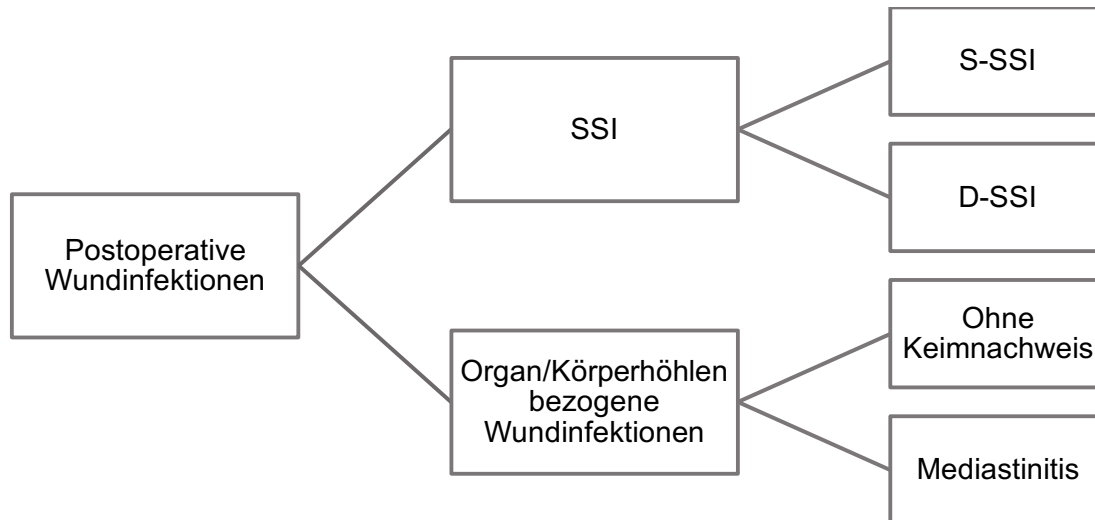 Postoperative
Wundinfektionen
SSI
S-SSI
D-SSI
Organ/Körperhöhlen
bezogene
Wundinfektionen
Ohne
Keimnachweis
Mediastinitis